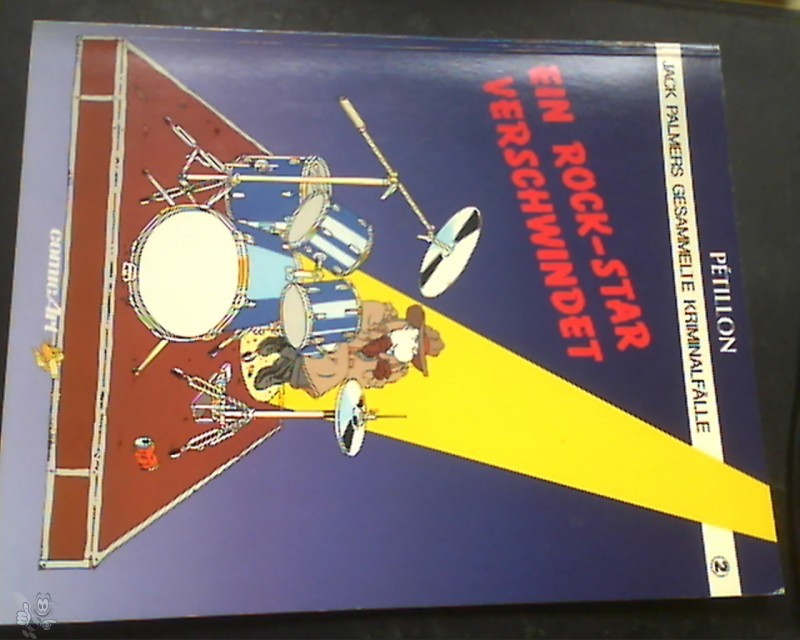 PÉTILLON
JACK PALMERS GESAMMELTE KRIMINALFÄLLE
2
EIN ROCK-STAR
VERSCHWINDET
comicArt